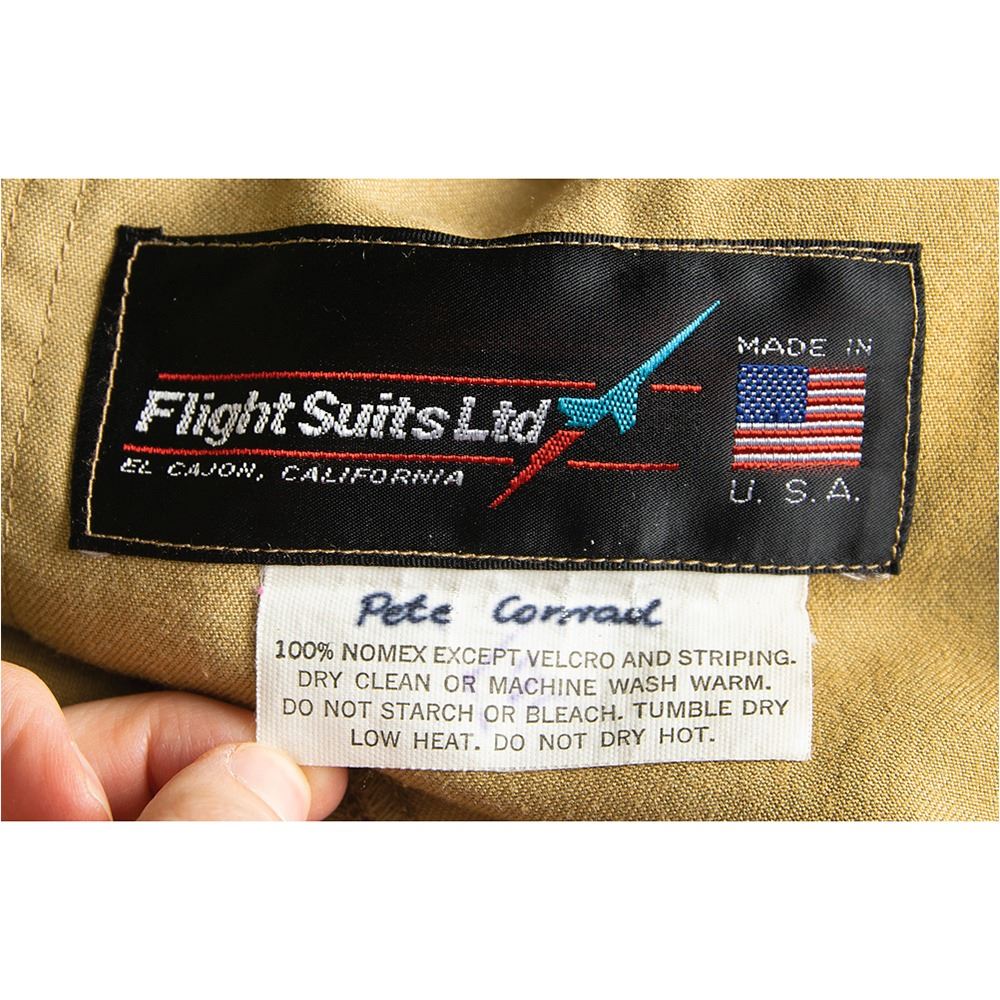 Flight Suits Ltd
EL CAJON, CALIFORNIA
MADE IN
U. S. A.
Pete Conrad
100% NOMEX EXCEPT VELCRO AND STRIPING.
DRY CLEAN OR MACHINE WASH WARM.
DO NOT STARCH OR BLEACH. TUMBLE DRY
LOW HEAT. DO NOT DRY HOT.